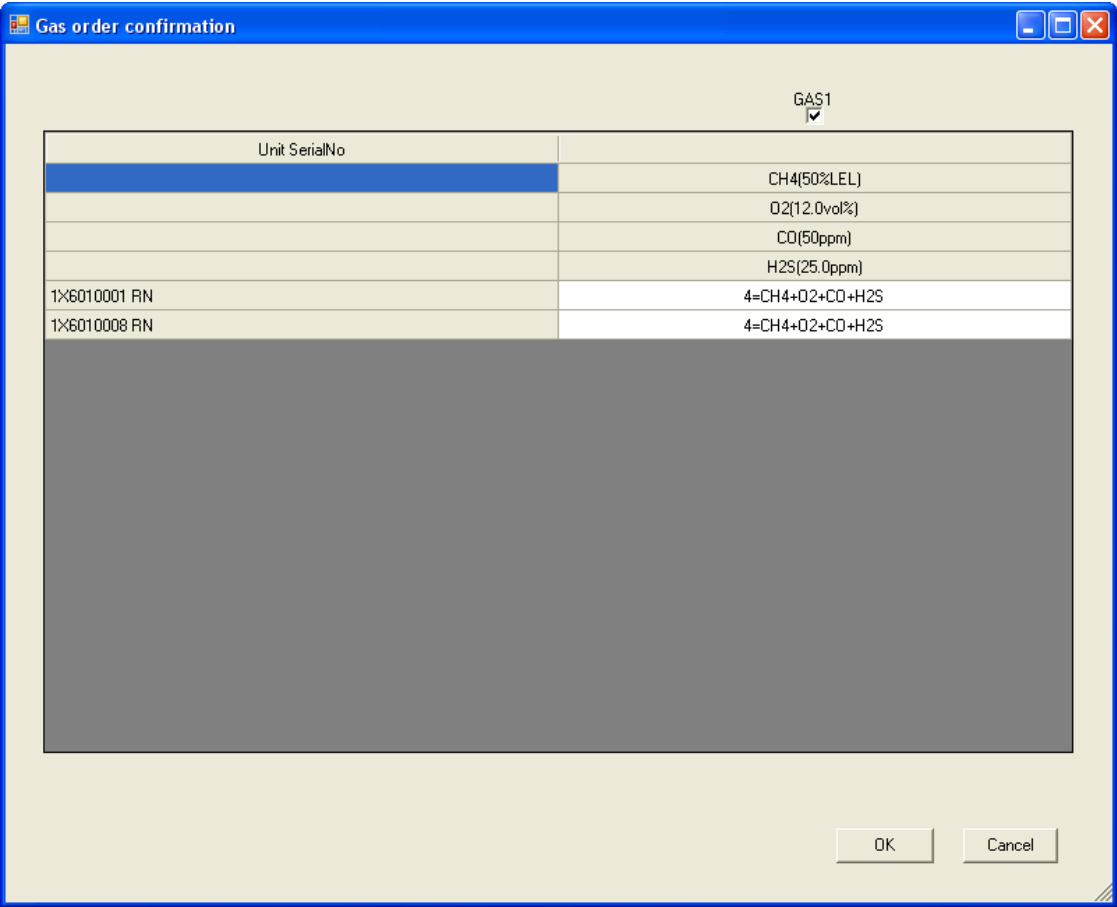 Gas order confirmation
GAS1
Unit SerialNo
CH4(50%LEL)
O2(12.0vol%)
CO(50ppm)
H2S(25.0ppm)
1X6010001 RN 4=CH4+O2+CO+H2S
1X6010008 RN 4=CH4+O2+CO+H2S
OK Cancel